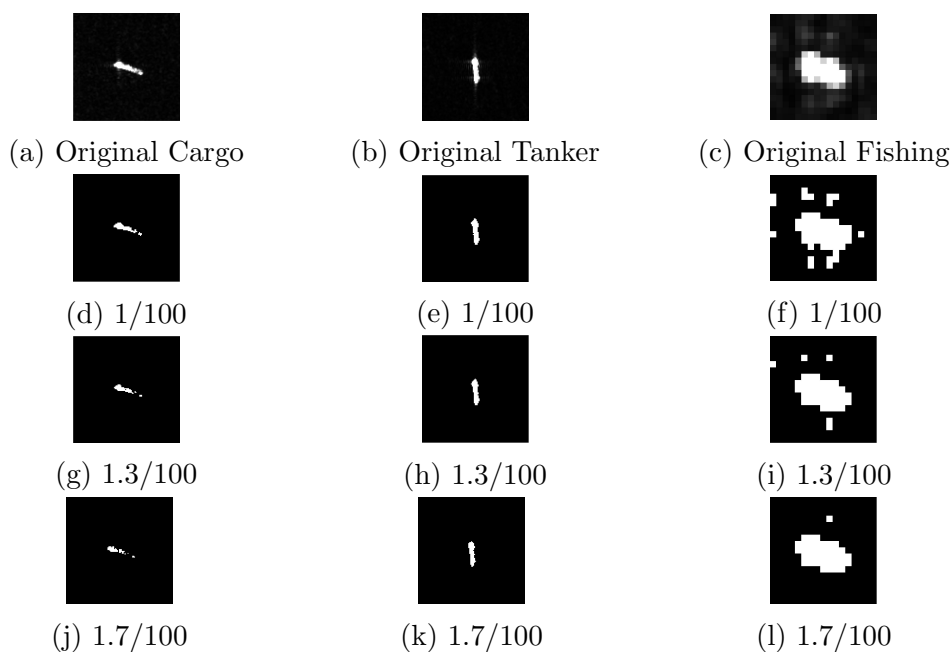 (a) Original Cargo
(b) Original Tanker
(c) Original Fishing
(d) 1/100
(e) 1/100
(f) 1/100
(g) 1.3/100
(h) 1.3/100
(i) 1.3/100
(j) 1.7/100
(k) 1.7/100
(l) 1.7/100